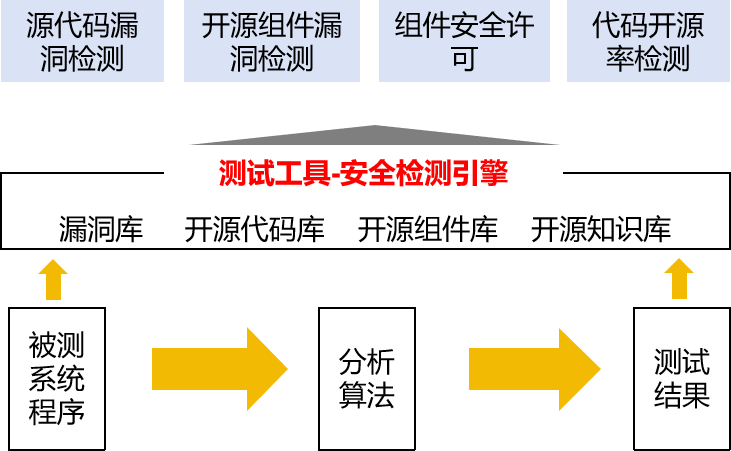 源代码漏
洞检测
开源组件漏
洞检测
组件安全许
可
代码开源
率检测
测试工具-安全检测引擎
漏洞库 开源代码库 开源组件库 开源知识库
被测
系统
程序
分析
算法
测试
结果